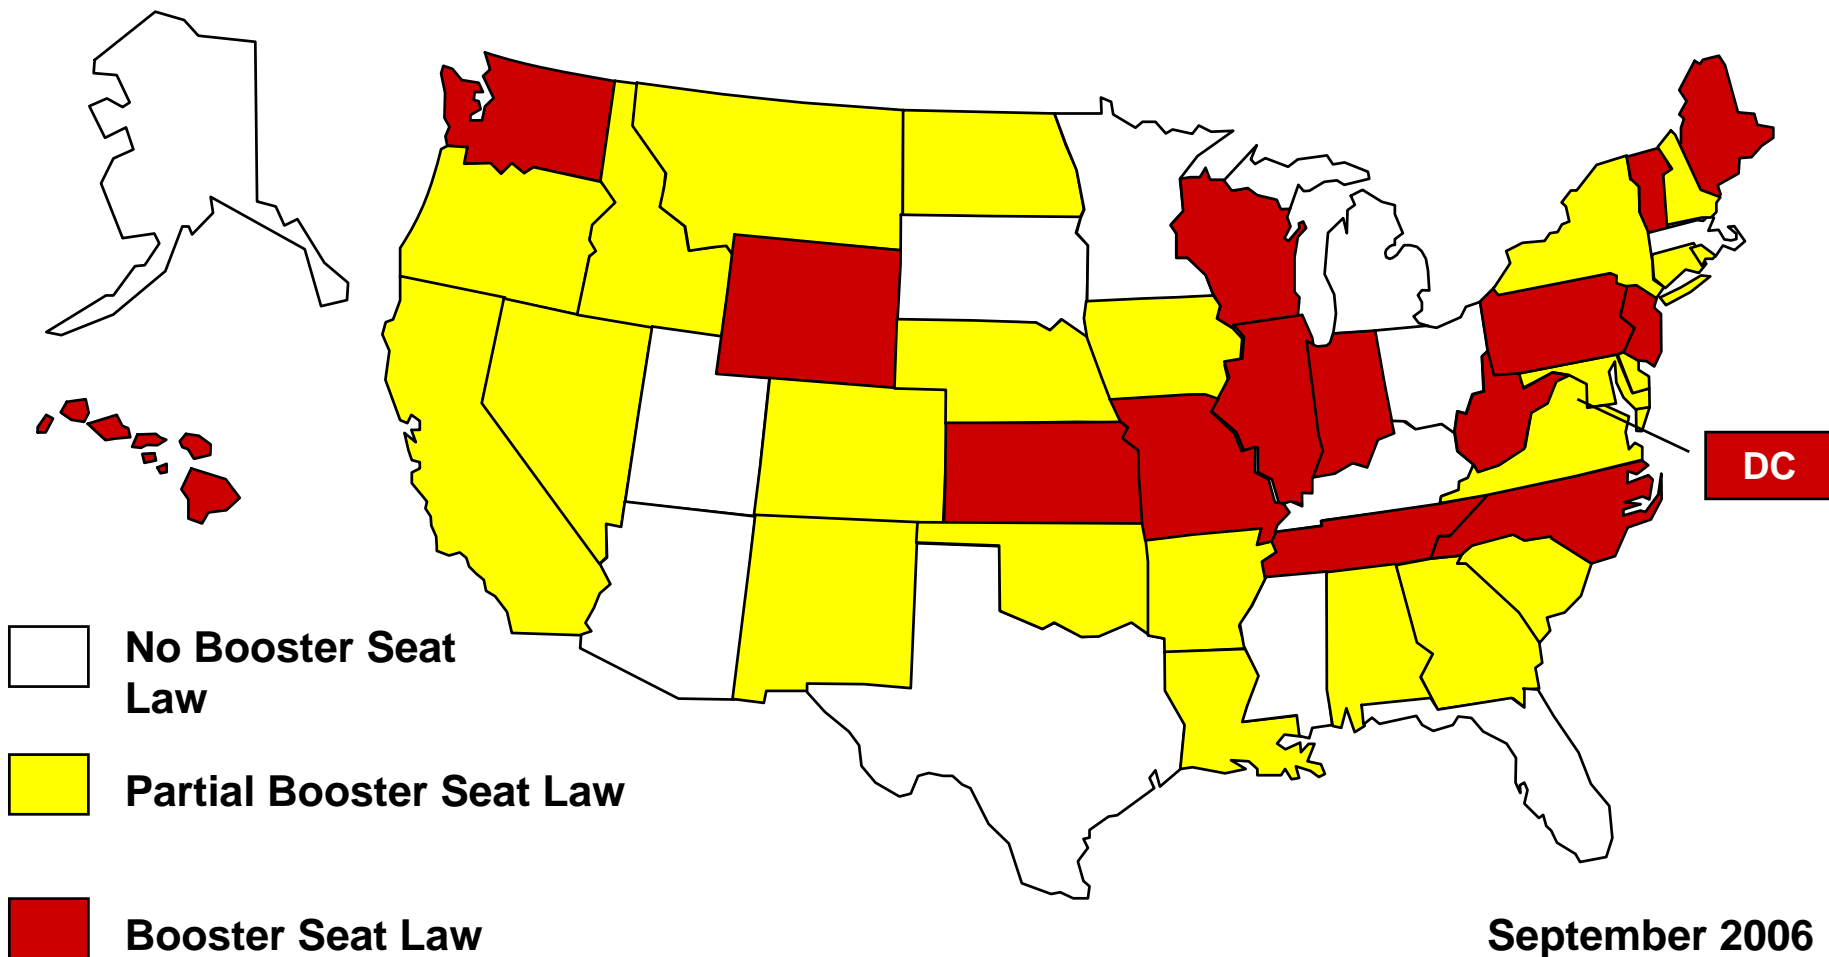 DC
No Booster Seat
Law
Partial Booster Seat Law
Booster Seat Law
September 2006